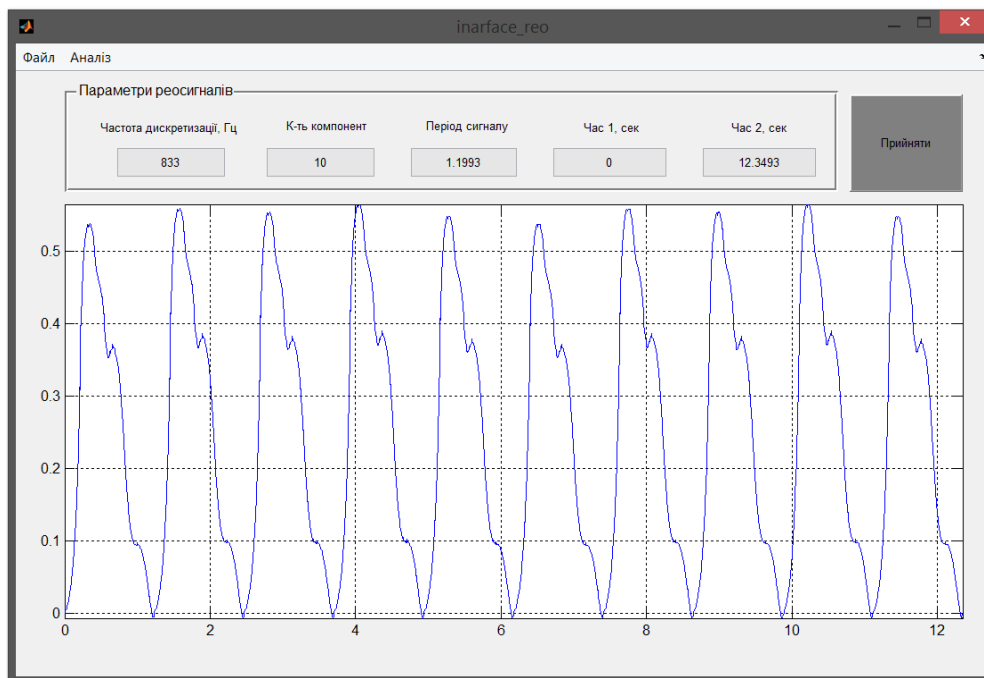 inarface_reo
Файл Аналіз
Параметри реосигналів
Частота дискретизації, Гц К-ть компонент Період сигналу Час 1, сек Час 2, сек
833 10 1.1993 0 12.3493
Прийняти
0.5
0.4
0.3
0.2
0.1
0
0 2 4 6 8 10 12